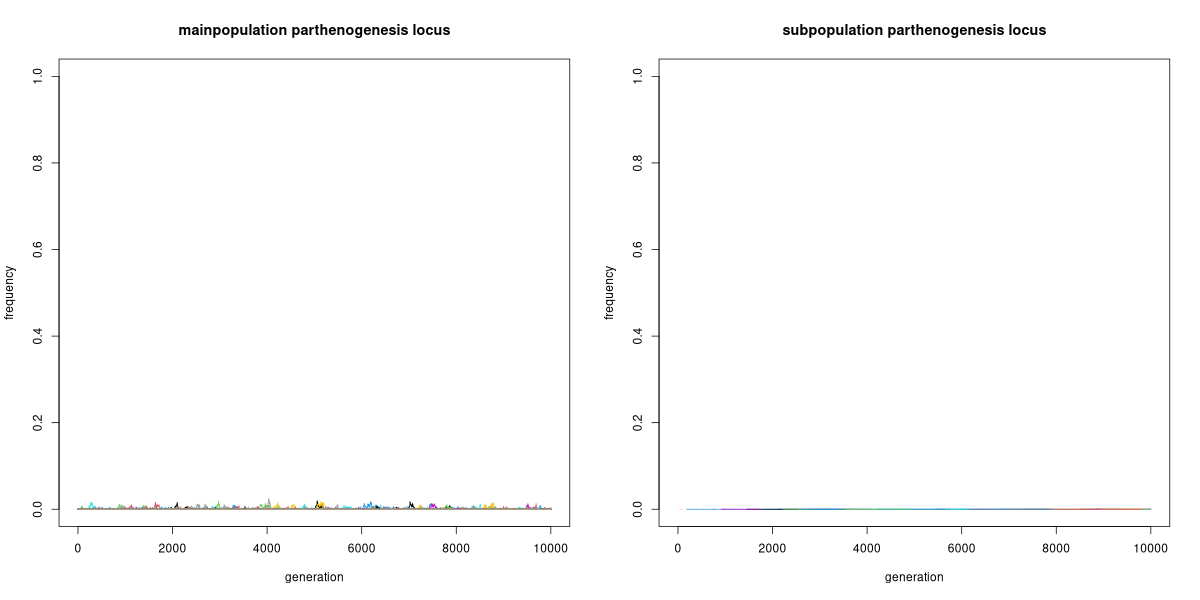 mainpopulation parthenogenesis locus
frequency
1.0
0.8
0.6
0.4
0.2
0.0
0 2000 4000 6000 8000 10000
generation
subpopulation parthenogenesis locus
frequency
1.0
0.8
0.6
0.4
0.2
0.0
0 2000 4000 6000 8000 10000
generation